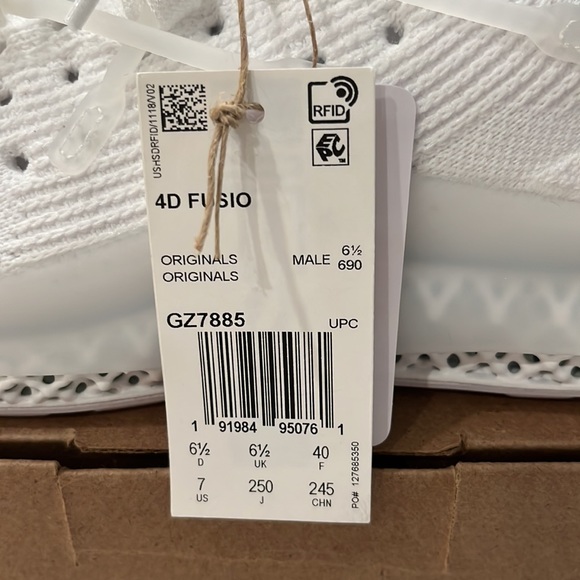 USHSDRFID/1118/V02
RFID
EPC
4D FUSIO
ORIGINALS MALE 6½
ORIGINALS 690
GZ7885 UPC
1 91984 95076 1
6½ 6½ 40
D UK F
7 250 245
US J CHN
PO# 127685350